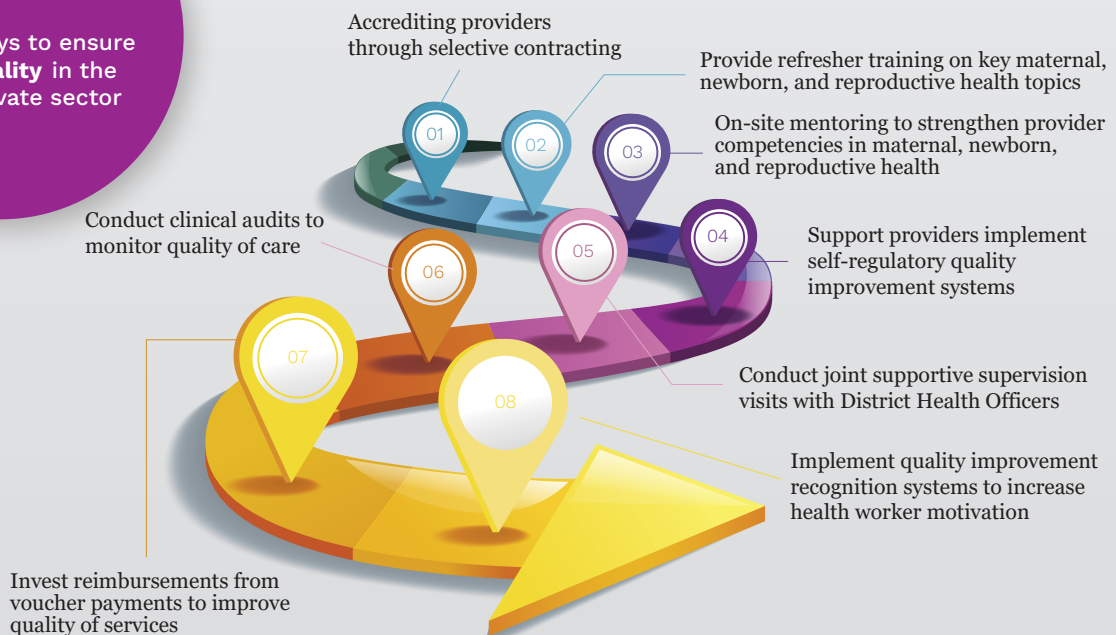 ys to ensure
ality in the
vate sector
Accrediting providers
through selective contracting
01
Provide refresher training on key maternal,
newborn, and reproductive health topics
02
On-site mentoring to strengthen provider
competencies in maternal, newborn,
and reproductive health
03
Support providers implement
self-regulatory quality
improvement systems
04
Conduct joint supportive supervision
visits with District Health Officers
05
Conduct clinical audits to
monitor quality of care
06
Invest reimbursements from
voucher payments to improve
quality of services
07
Implement quality improvement
recognition systems to increase
health worker motivation
08